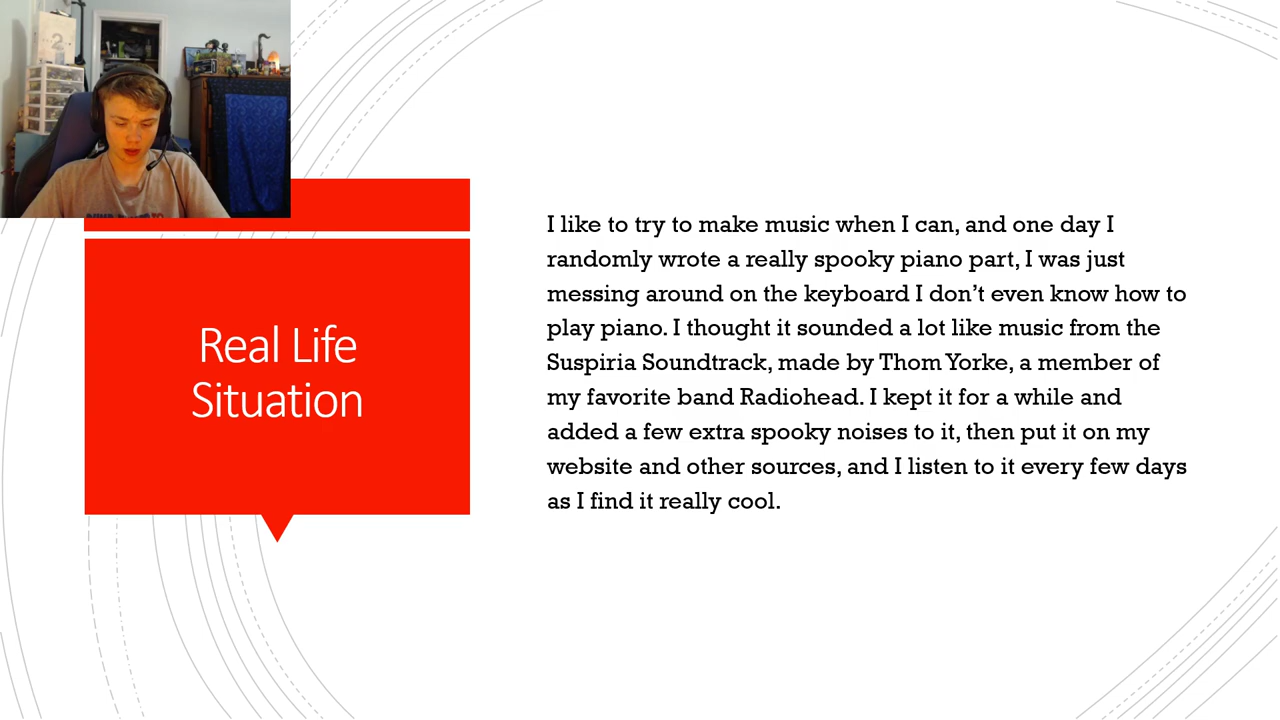 2
Real Life
Situation
I like to try to make music when I can, and one day I
randomly wrote a really spooky piano part, I was just
messing around on the keyboard I don’t even know how to
play piano. I thought it sounded a lot like music from the
Suspiria Soundtrack, made by Thom Yorke, a member of
my favorite band Radiohead. I kept it for a while and
added a few extra spooky noises to it, then put it on my
website and other sources, and I listen to it every few days
as I find it really cool.